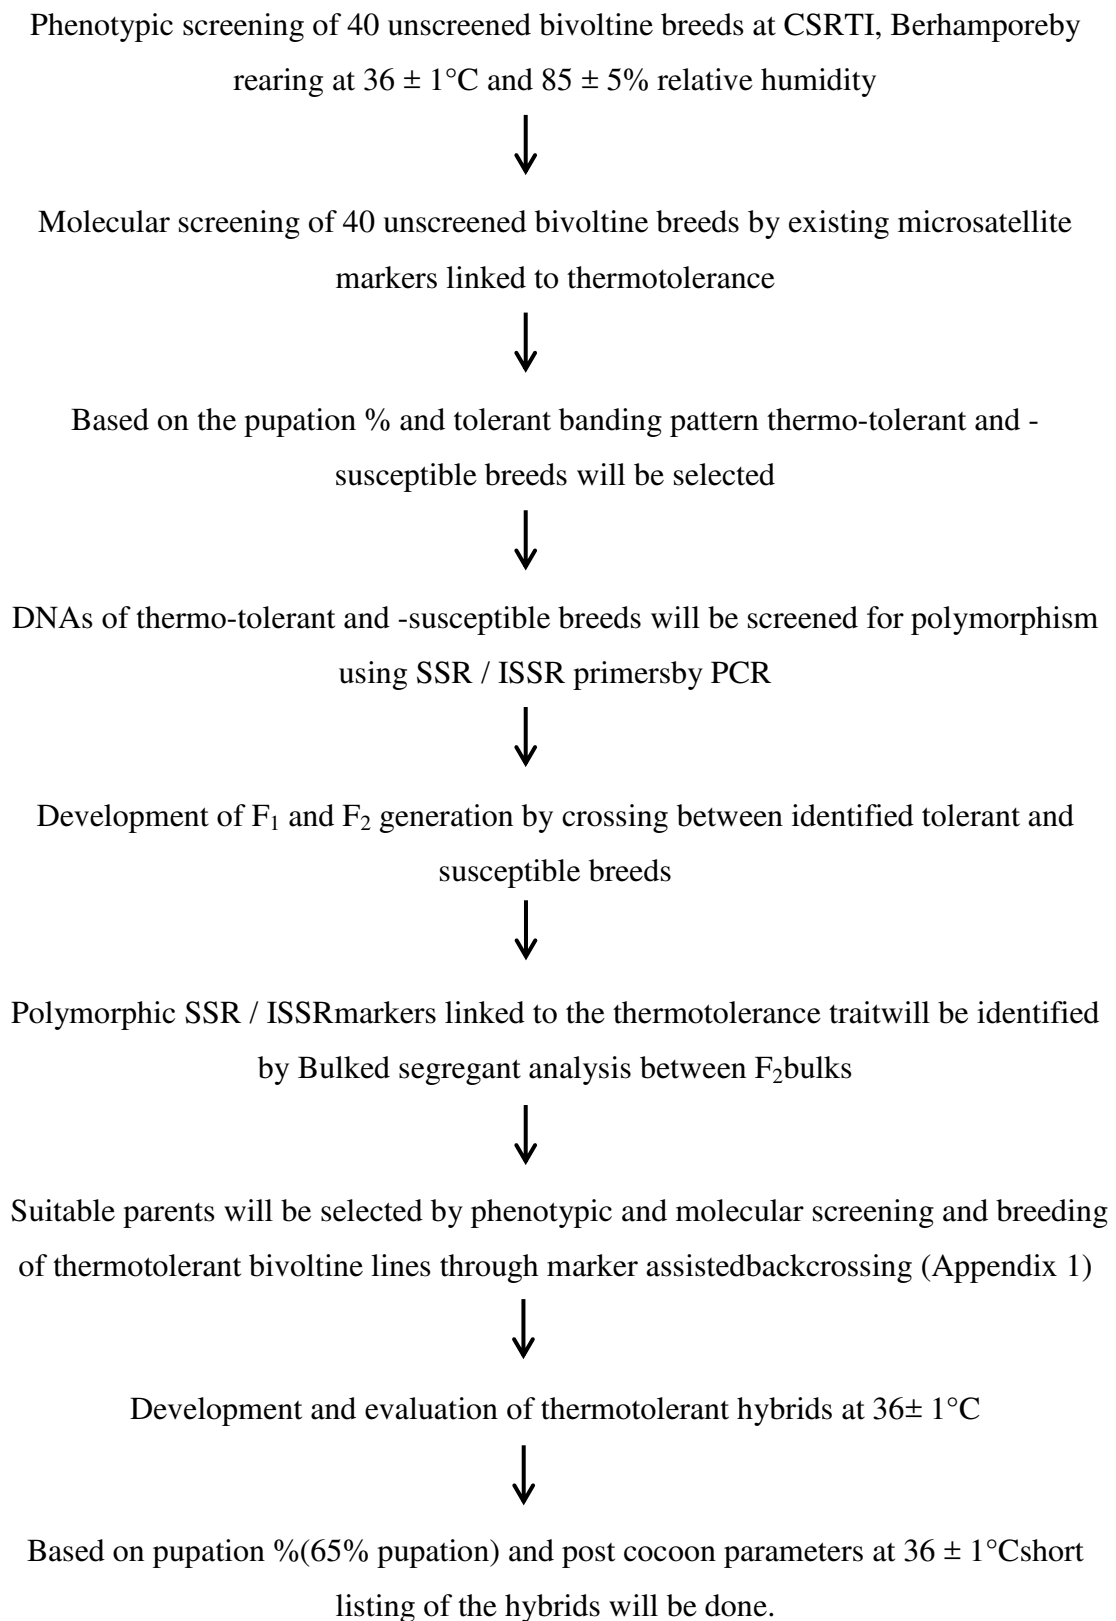 Phenotypic screening of 40 unscreened bivoltine breeds at CSRTI, Berhamporeby
rearing at 36 ± 1°C and 85 ± 5% relative humidity
Molecular screening of 40 unscreened bivoltine breeds by existing microsatellite
markers linked to thermotolerance
Based on the pupation % and tolerant banding pattern thermo-tolerant and -
susceptible breeds will be selected
DNAs of thermo-tolerant and -susceptible breeds will be screened for polymorphism
using SSR / ISSR primersby PCR
Development of F₁ and F₂ generation by crossing between identified tolerant and
susceptible breeds
Polymorphic SSR / ISSRmarkers linked to the thermotolerance traitwill be identified
by Bulked segregant analysis between F₂bulks
Suitable parents will be selected by phenotypic and molecular screening and breeding
of thermotolerant bivoltine lines through marker assistedbackcrossing (Appendix 1)
Development and evaluation of thermotolerant hybrids at 36± 1°C
Based on pupation %(65% pupation) and post cocoon parameters at 36 ± 1°Cshort
listing of the hybrids will be done.